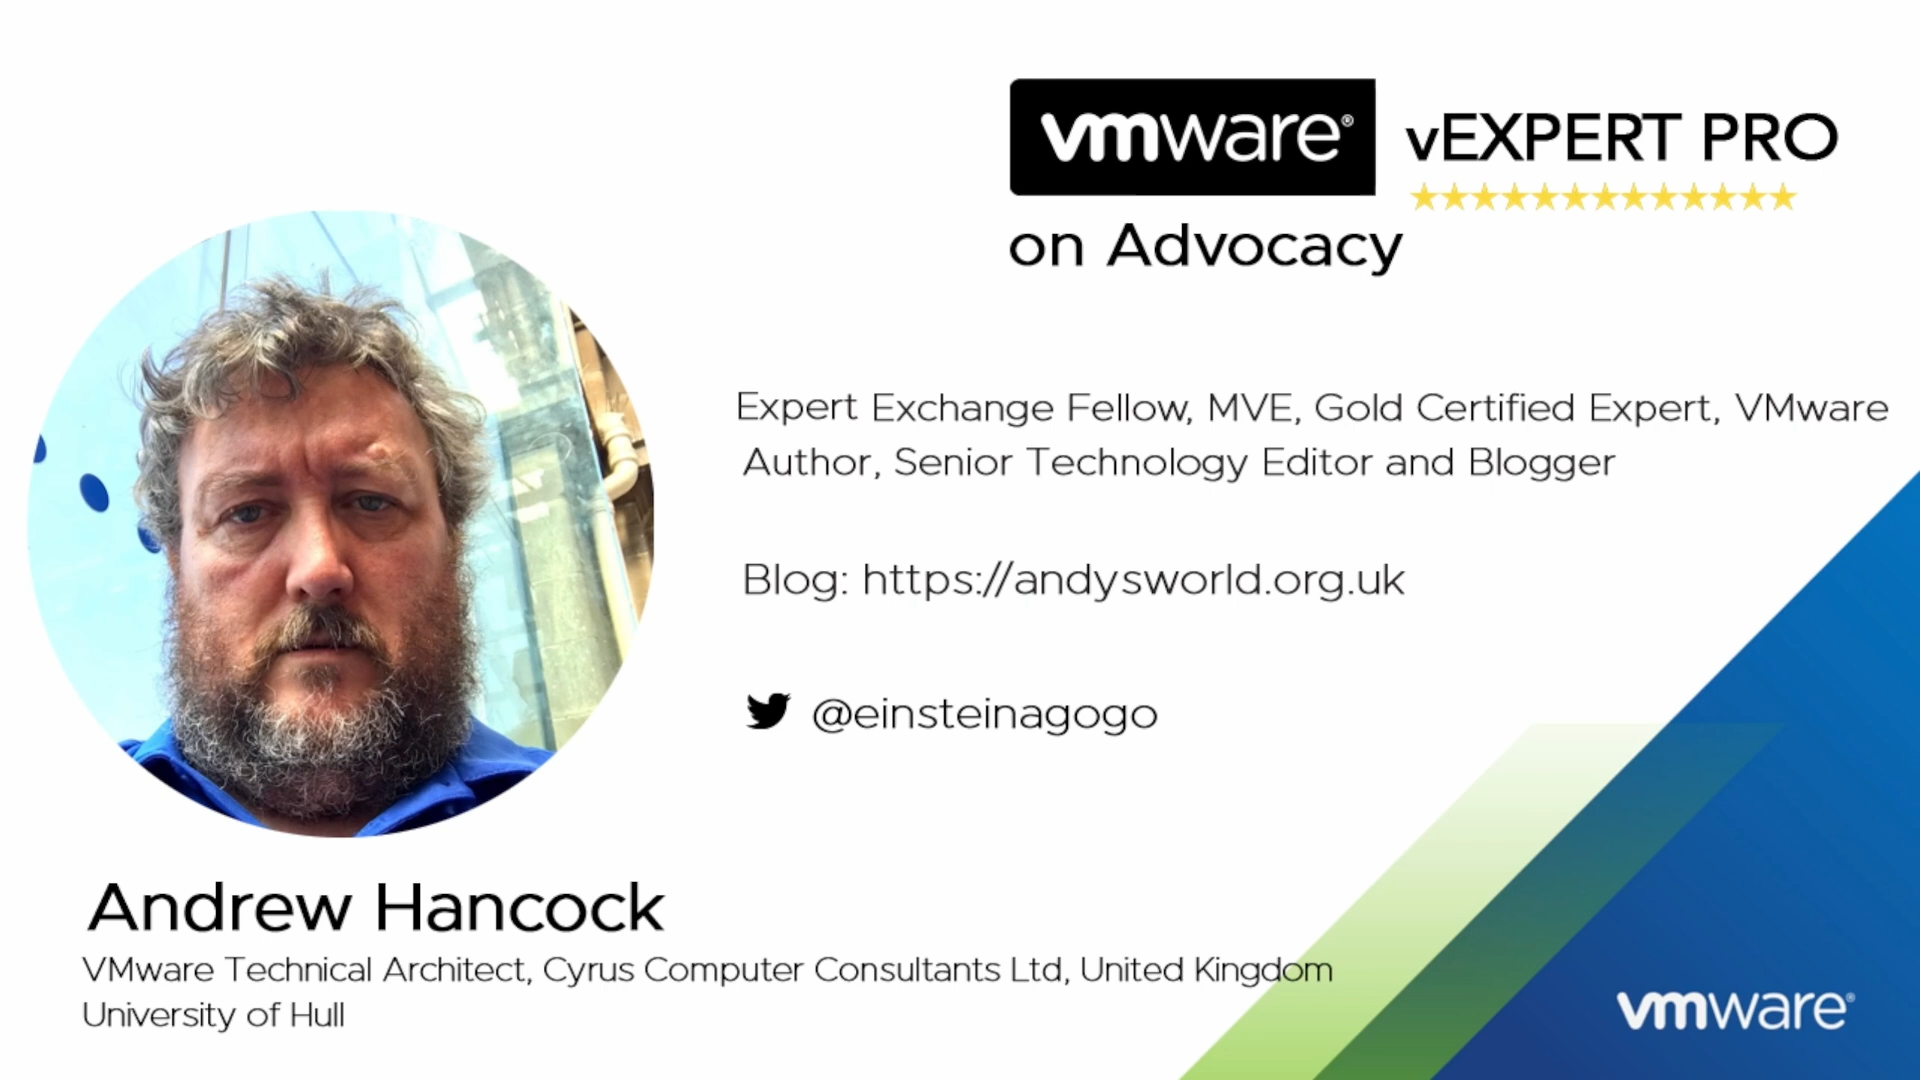 vmware® vEXPERT PRO
on Advocacy
Expert Exchange Fellow, MVE, Gold Certified Expert, VMware
Author, Senior Technology Editor and Blogger
Blog: https://andysworld.org.uk
@einsteinagogo
Andrew Hancock
VMware Technical Architect, Cyrus Computer Consultants Ltd, United Kingdom
University of Hull
vmware®